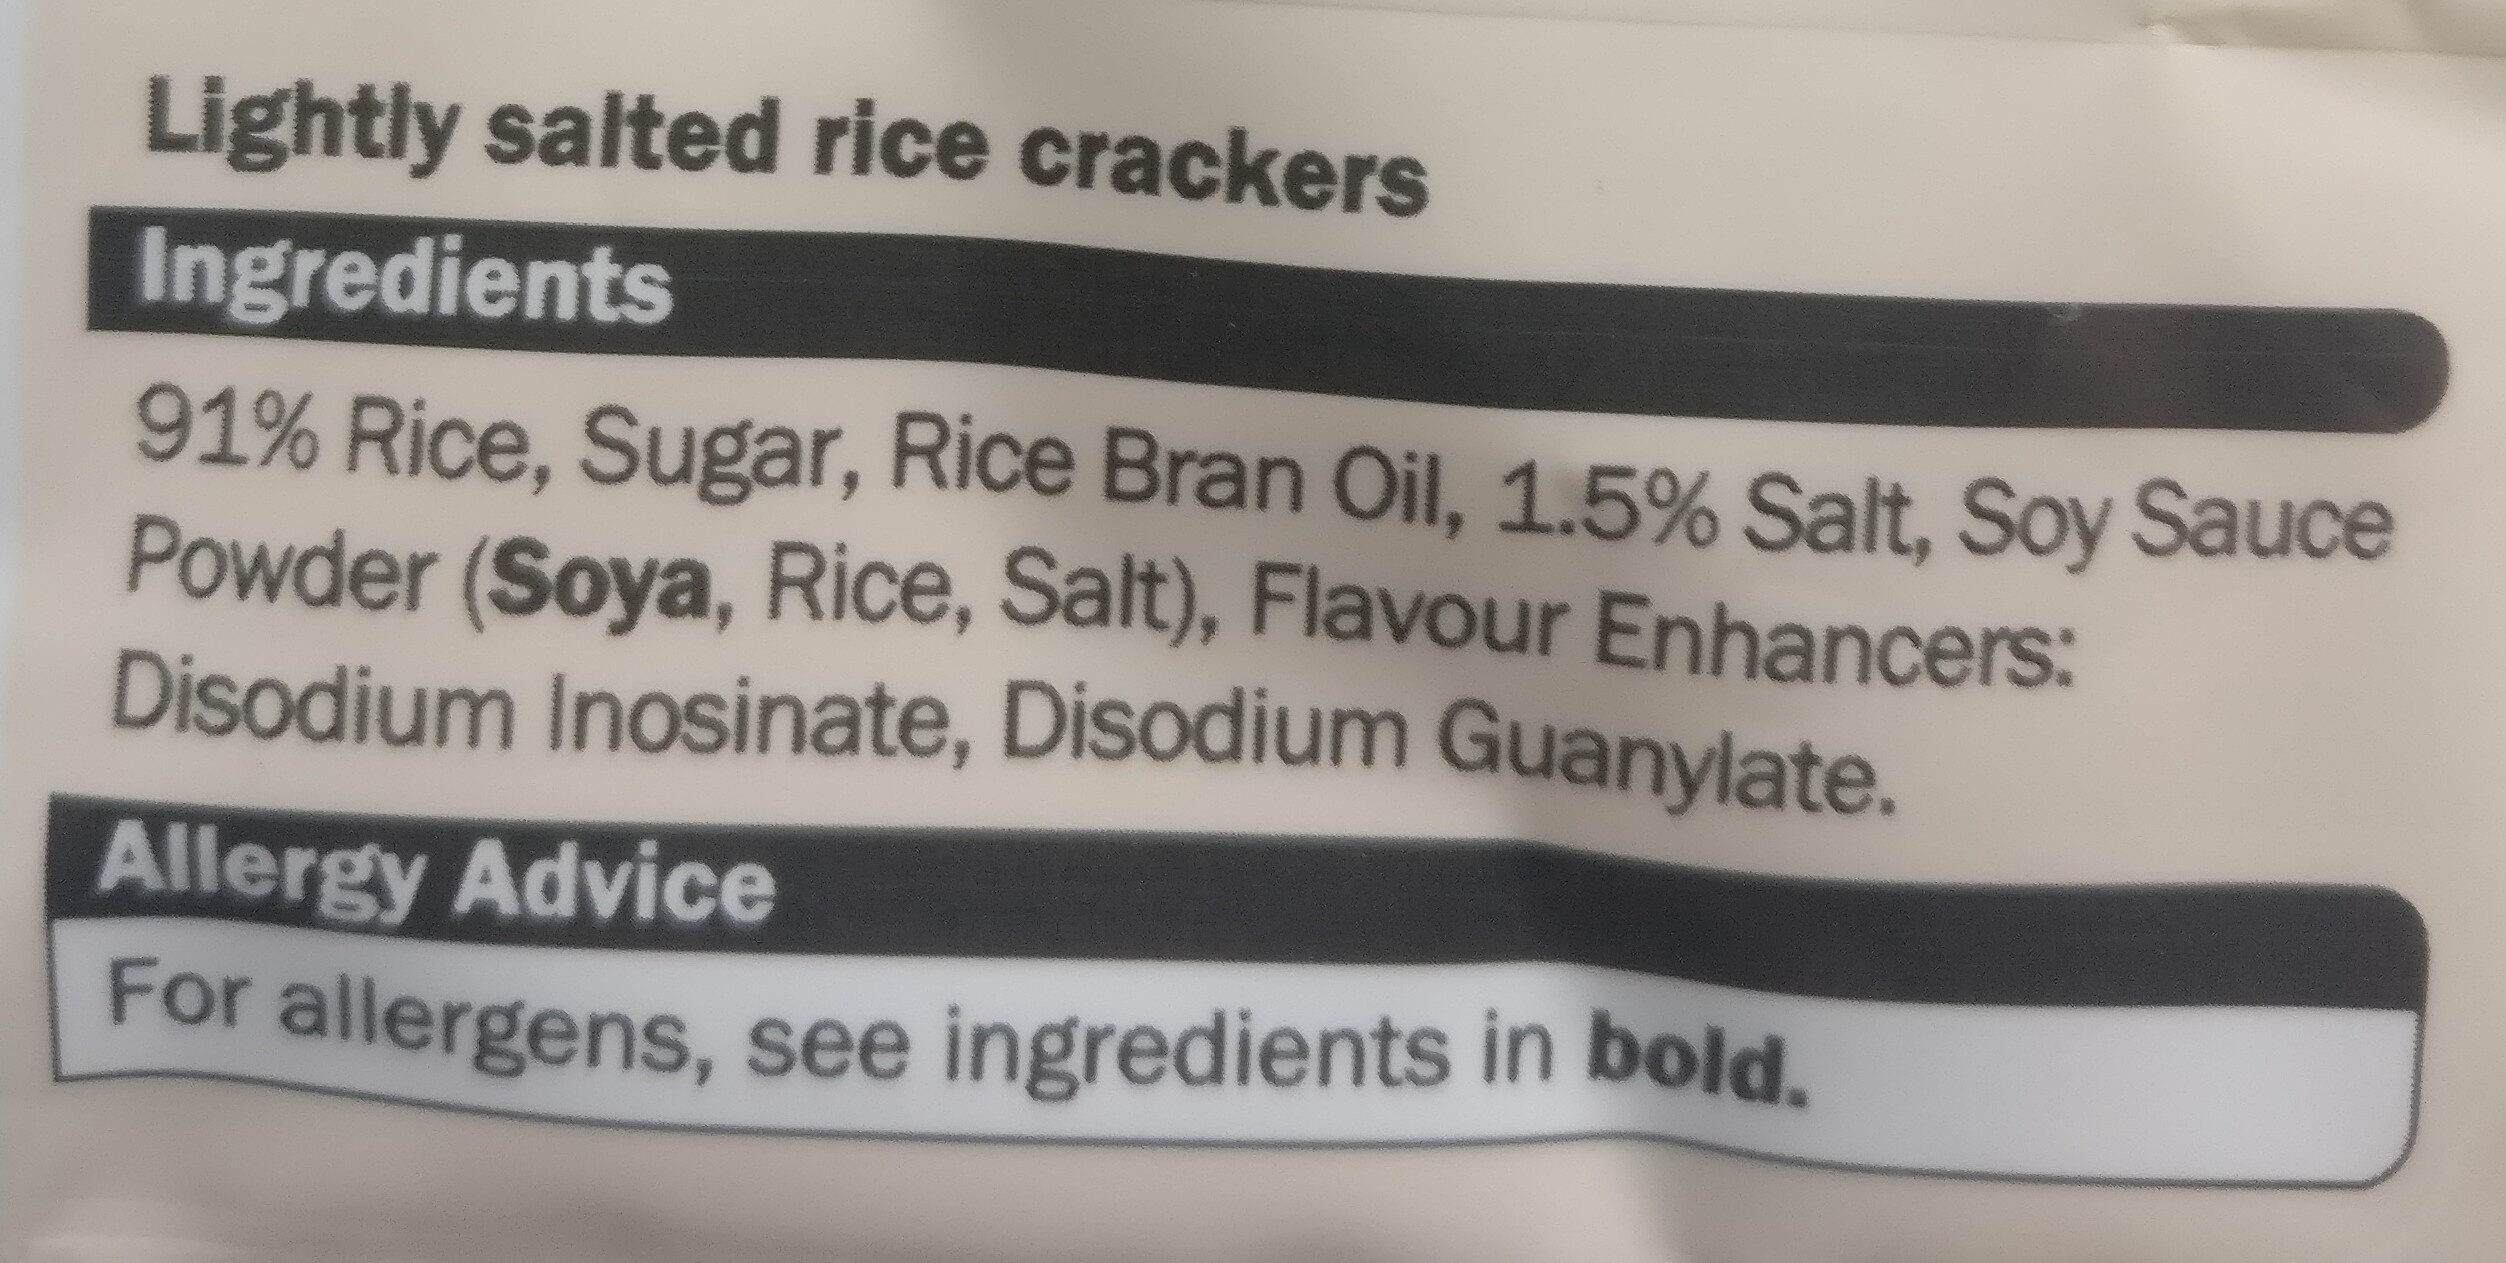 Lightly salted rice crackers
Ingredients
91% Rice, Sugar, Rice Bran Oil, 1.5% Salt, Soy Sauce
Powder (Soya, Rice, Salt), Flavour Enhancers:
Disodium Inosinate, Disodium Guanylate.
Allergy Advice
For allergens, see ingredients in bold.